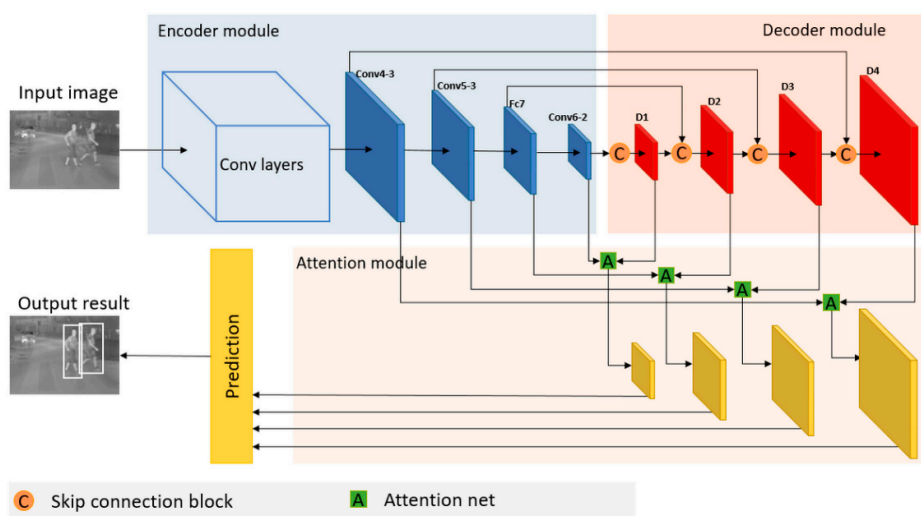 Encoder module
Decoder module
Input image
Conv layers
Conv4-3
Conv5-3
Fc7
Conv6-2
C
D1
C
D2
C
D3
C
D4
Attention module
A
A
A
A
Output result
Prediction
C Skip connection block
A Attention net